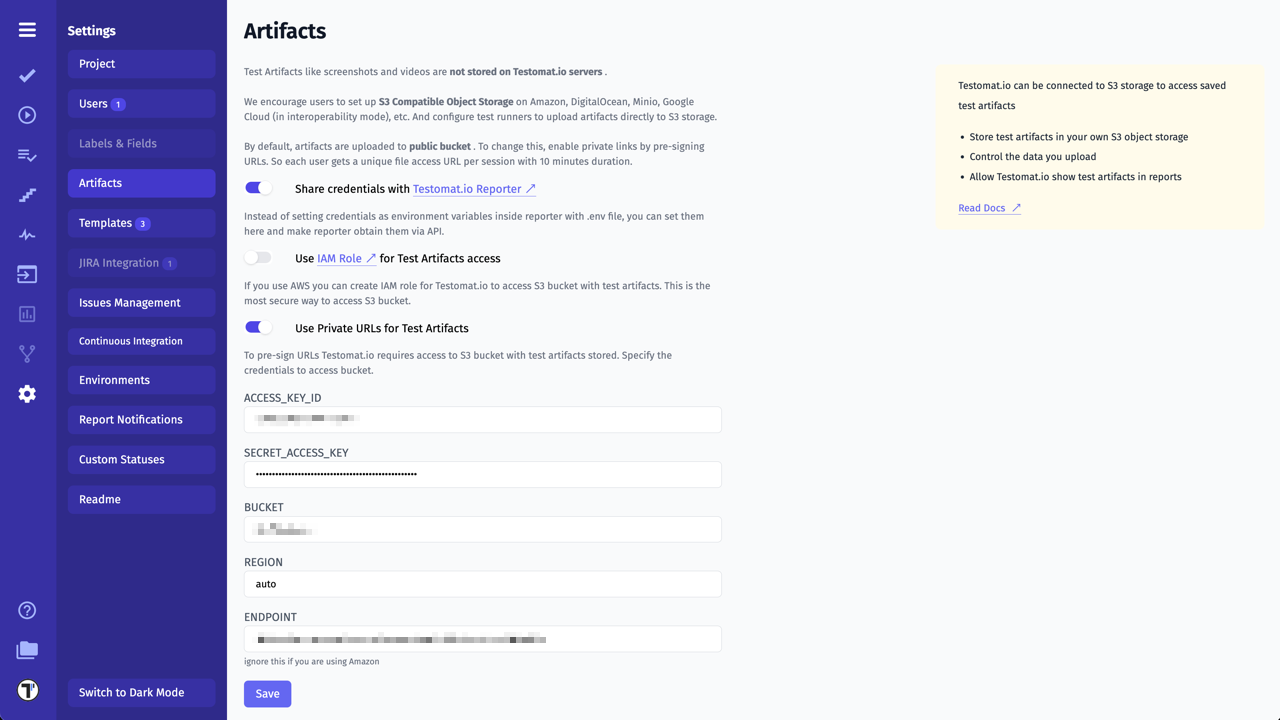 Settings
Project
Users 1
Labels & Fields
Artifacts
Templates 3
JIRA Integration 1
Issues Management
Continuous Integration
Environments
Report Notifications
Custom Statuses
Readme
Switch to Dark Mode
Artifacts
Test Artifacts like screenshots and videos are not stored on Testomat.io servers .
We encourage users to set up S3 Compatible Object Storage on Amazon, DigitalOcean, Minio, Google
Cloud (in interoperability mode), etc. And configure test runners to upload artifacts directly to S3 storage.
By default, artifacts are uploaded to public bucket . To change this, enable private links by pre-signing
URLs. So each user gets a unique file access URL per session with 10 minutes duration.
Share credentials with Testomat.io Reporter ↗
Instead of setting credentials as environment variables inside reporter with .env file, you can set them
here and make reporter obtain them via API.
Use IAM Role ↗ for Test Artifacts access
If you use AWS you can create IAM role for Testomat.io to access S3 bucket with test artifacts. This is the
most secure way to access S3 bucket.
Use Private URLs for Test Artifacts
To pre-sign URLs Testomat.io requires access to S3 bucket with test artifacts stored. Specify the
credentials to access bucket.
ACCESS_KEY_ID
SECRET_ACCESS_KEY
BUCKET
REGION
auto
ENDPOINT
ignore this if you are using Amazon
Save
Testomat.io can be connected to S3 storage to access saved
test artifacts
• Store test artifacts in your own S3 object storage
• Control the data you upload
• Allow Testomat.io show test artifacts in reports
Read Docs ↗
T